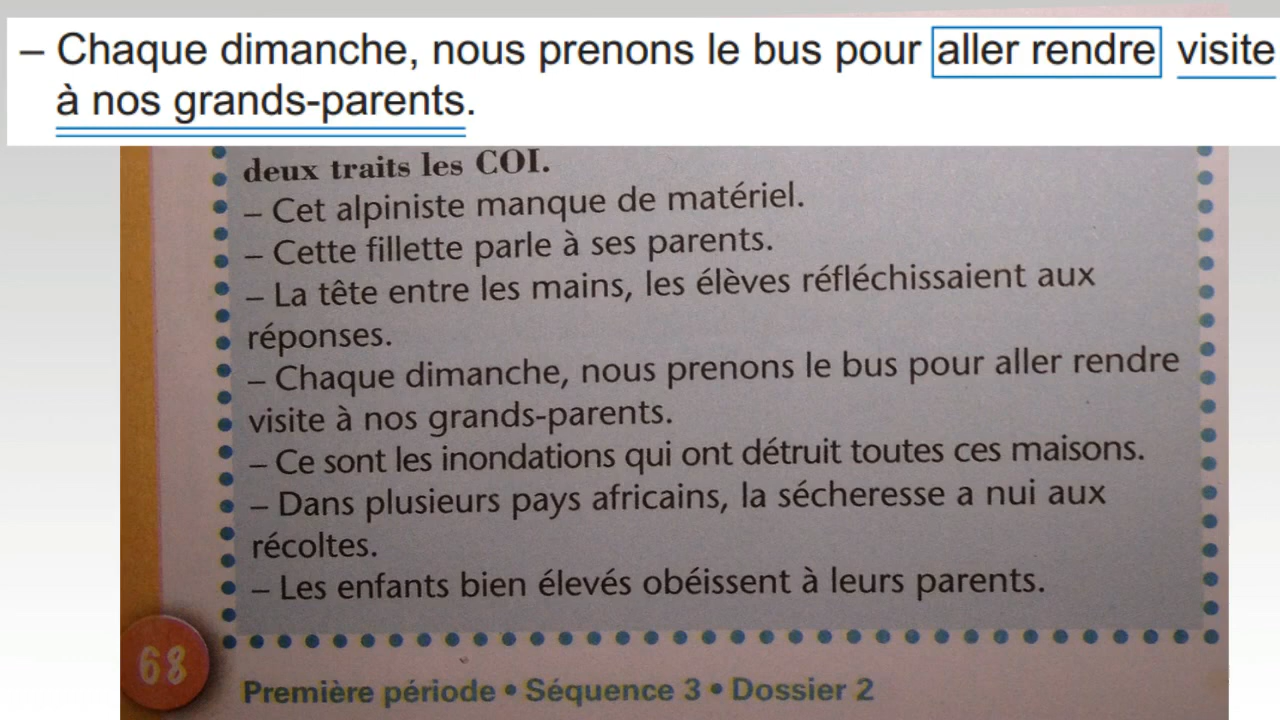 – Chaque dimanche, nous prenons le bus pour aller rendre visite
à nos grands-parents.
deux traits les COI.
– Cet alpiniste manque de matériel.
– Cette fillette parle à ses parents.
– La tête entre les mains, les élèves réfléchissaient aux
réponses.
– Chaque dimanche, nous prenons le bus pour aller rendre
visite à nos grands-parents.
– Ce sont les inondations qui ont détruit toutes ces maisons.
– Dans plusieurs pays africains, la sécheresse a nui aux
récoltes.
– Les enfants bien élevés obéissent à leurs parents.
68
Première période • Séquence 3 • Dossier 2